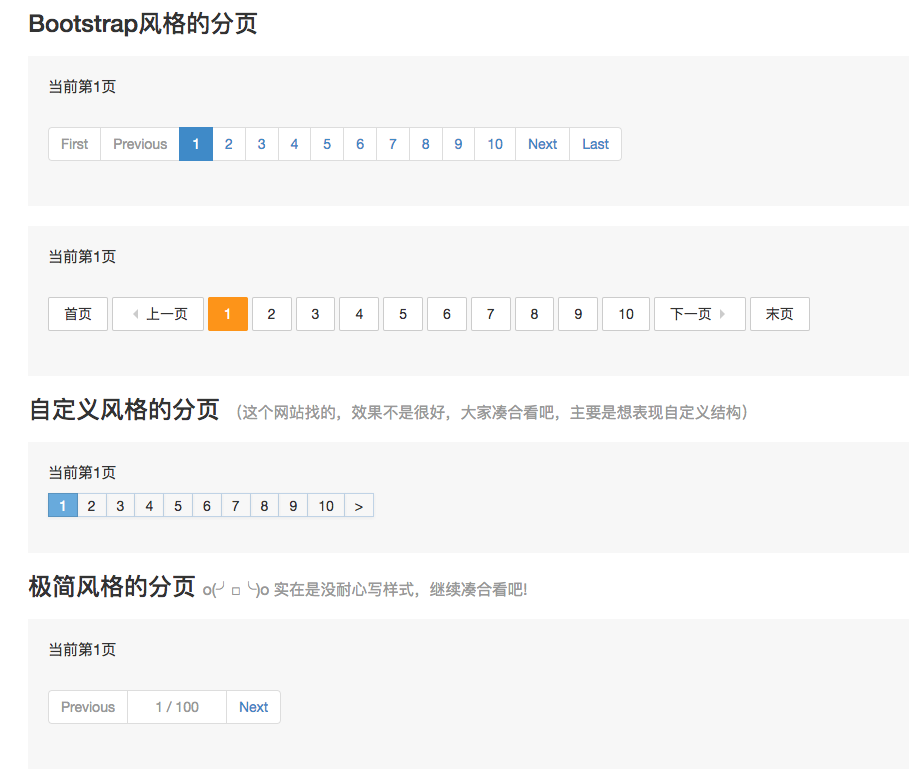 Bootstrap风格的分页
当前第1页
First Previous 1 2 3 4 5 6 7 8 9 10 Next Last
当前第1页
首页 上一页 1 2 3 4 5 6 7 8 9 10 下一页 末页
自定义风格的分页 (这个网站找的，效果不是很好，大家凑合看吧，主要是想表现自定义结构)
当前第1页
1 2 3 4 5 6 7 8 9 10 >
极简风格的分页 o(╯□╰)o 实在是没耐心写样式，继续凑合看吧!
当前第1页
Previous 1 / 100 Next